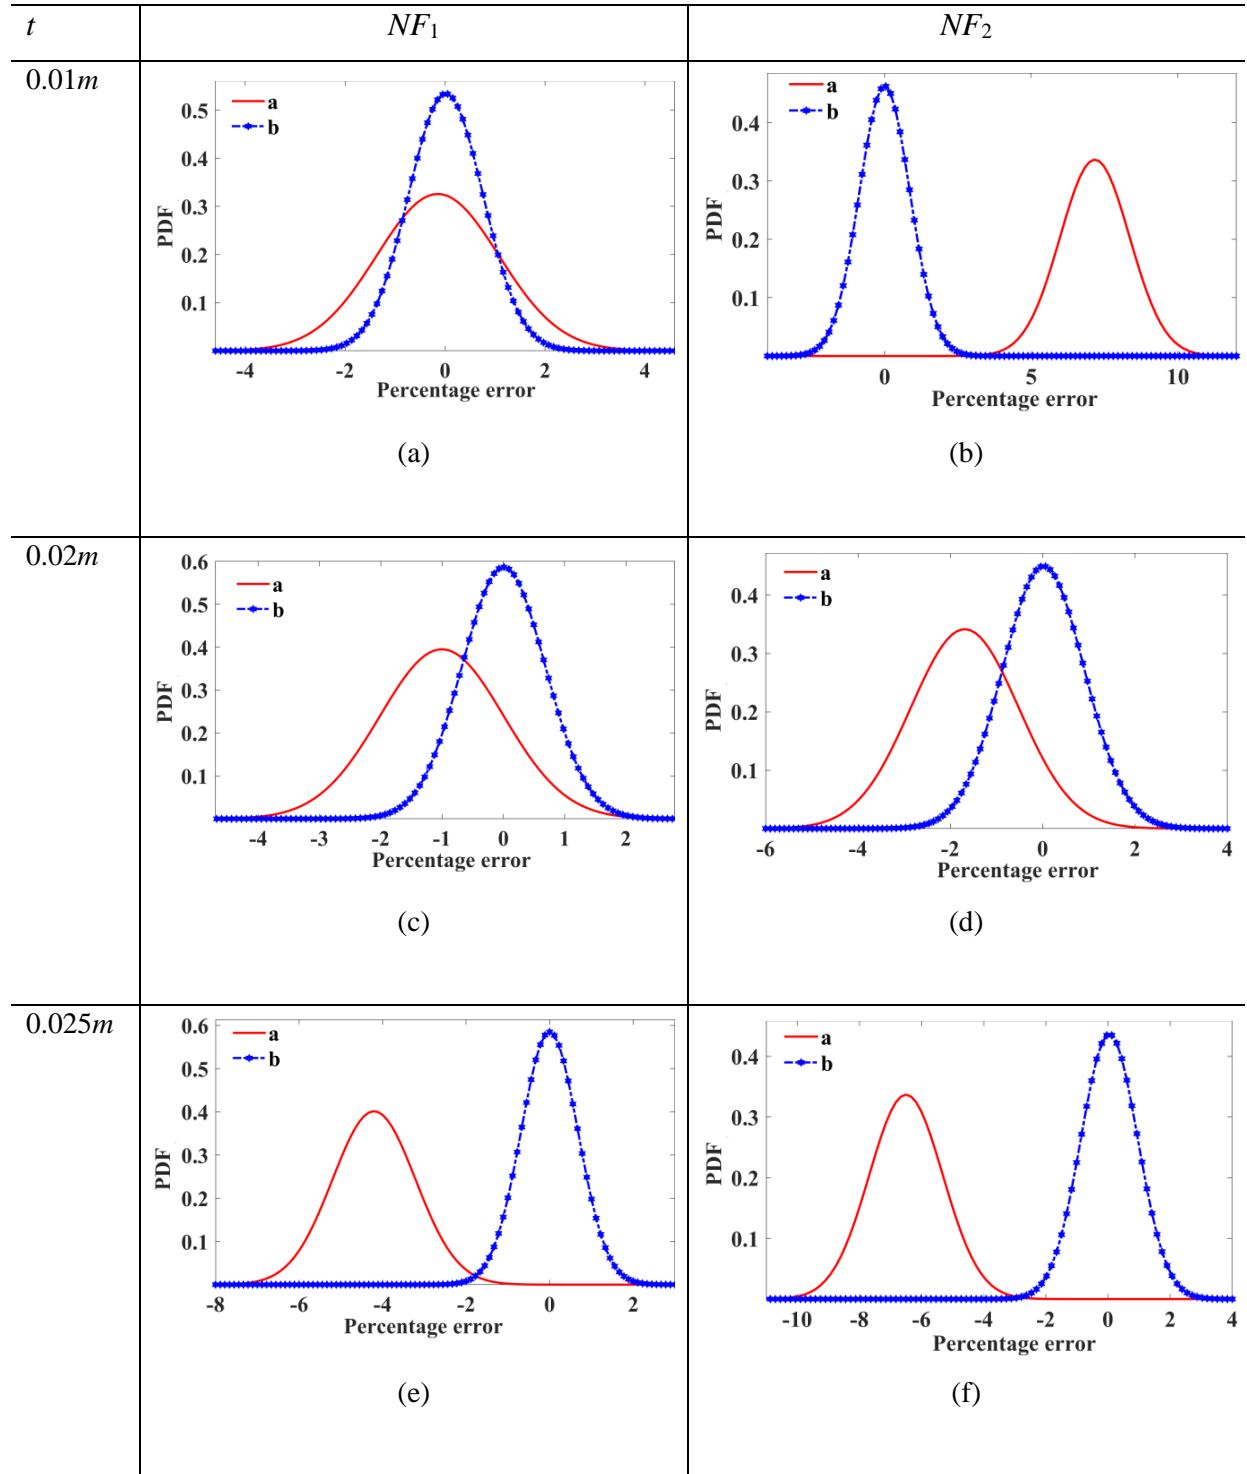 t NF1 NF2
0.01m
a
b
0.5
0.4
0.3
0.2
0.1
PDF
-4 -2 0 2 4
Percentage error
(a)
a
b
0.4
0.3
0.2
0.1
PDF
0 5 10
Percentage error
(b)
0.02m
a
b
0.6
0.5
0.4
0.3
0.2
0.1
PDF
-4 -3 -2 -1 0 1 2
Percentage error
(c)
a
b
0.4
0.3
0.2
0.1
PDF
-6 -4 -2 0 2 4
Percentage error
(d)
0.025m
a
b
0.6
0.5
0.4
0.3
0.2
0.1
PDF
-8 -6 -4 -2 0 2
Percentage error
(e)
a
b
0.4
0.3
0.2
0.1
PDF
-10 -8 -6 -4 -2 0 2 4
Percentage error
(f)